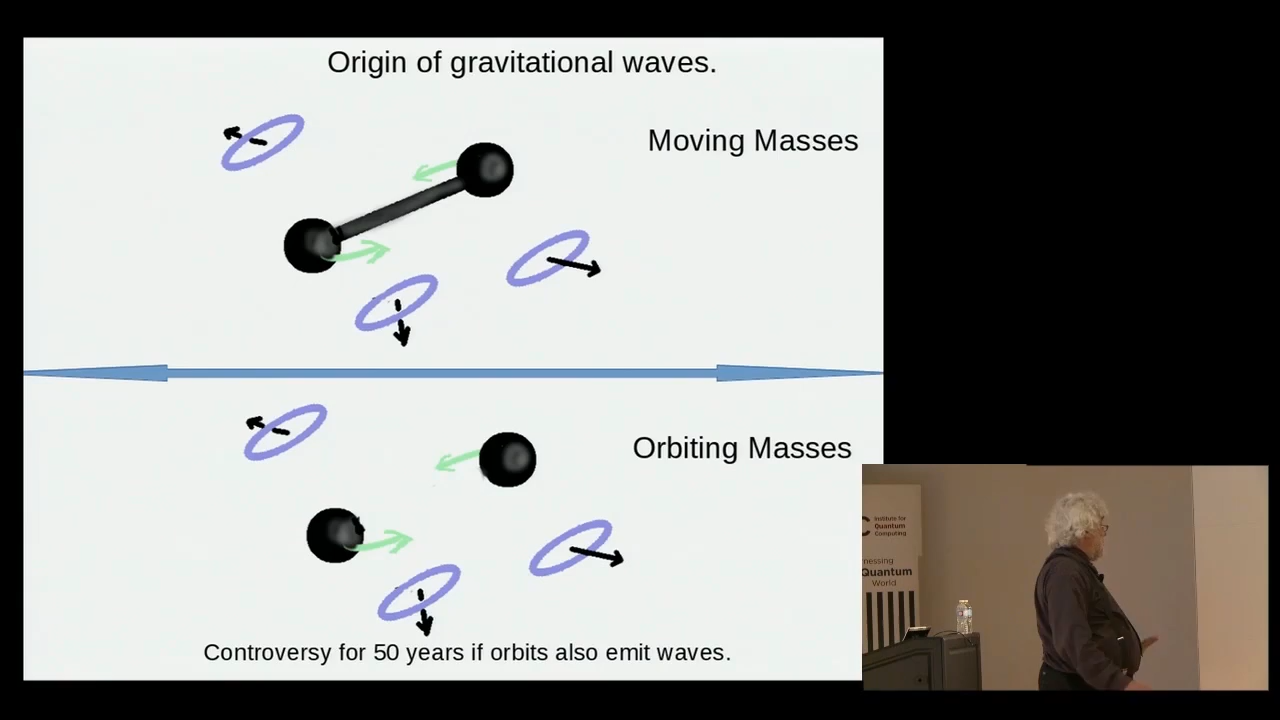 Origin of gravitational waves.
Moving Masses
Orbiting Masses
Controversy for 50 years if orbits also emit waves.
C
Institute for
Quantum
Computing
nessing
Quantum
World